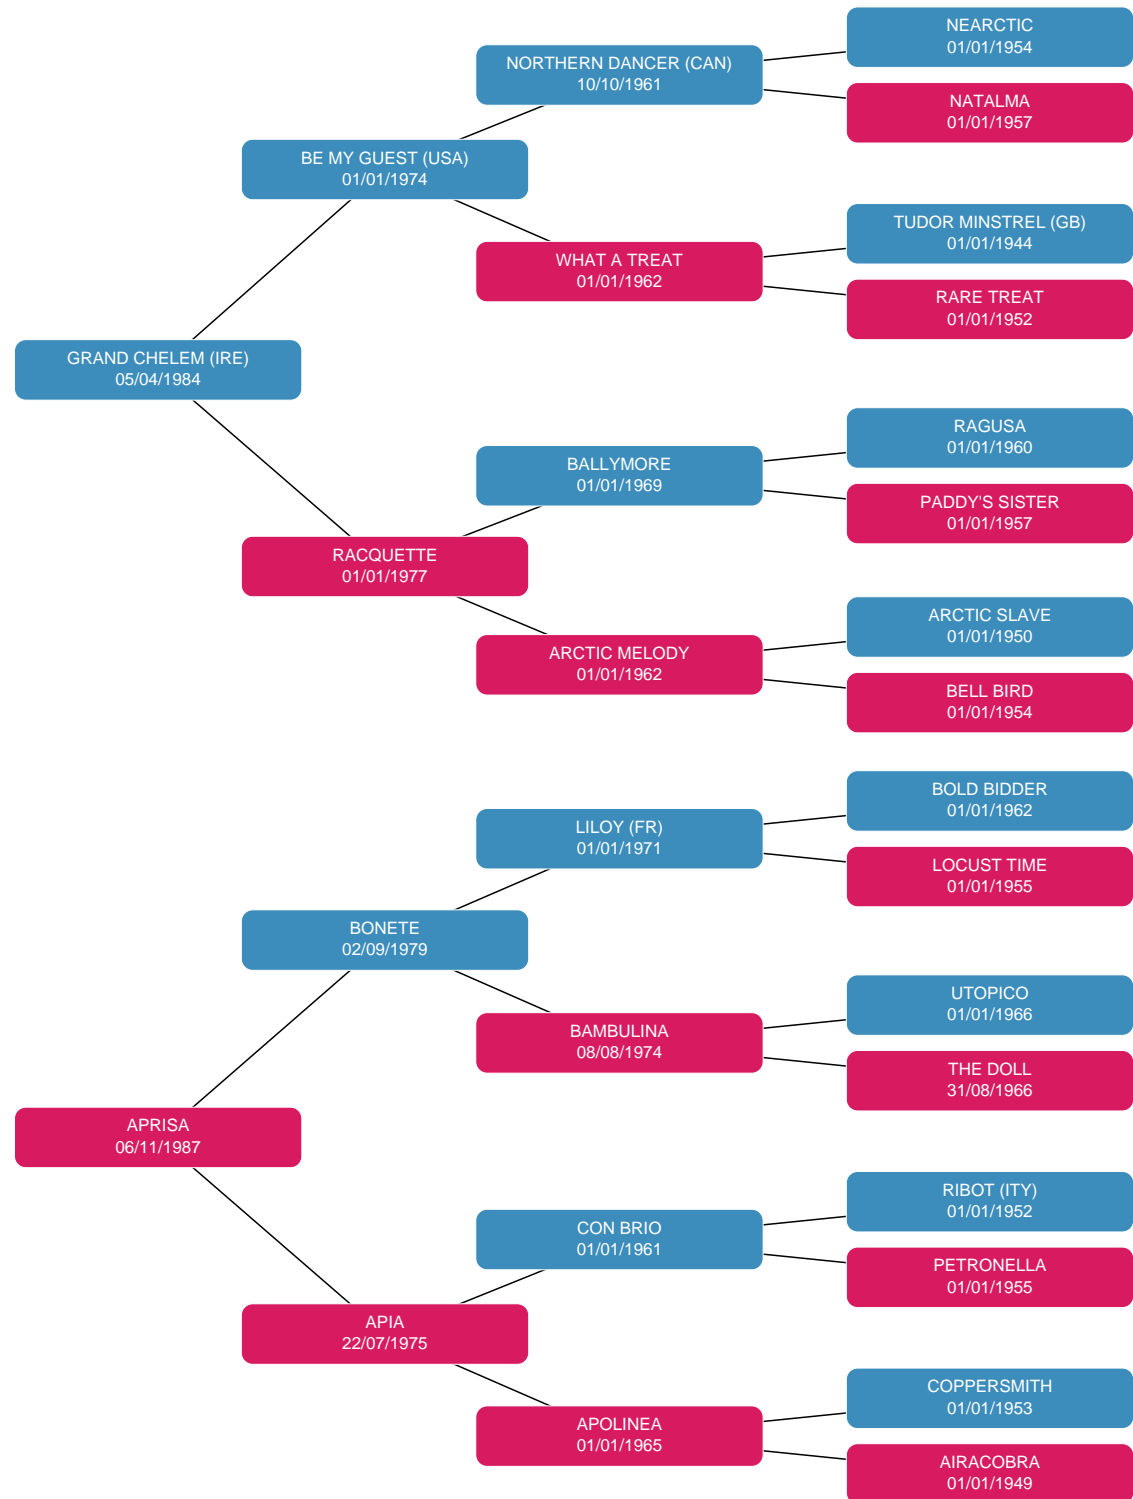 NEARCTIC
01/01/1954
NORTHERN DANCER (CAN)
10/10/1961
NATALMA
01/01/1957
BE MY GUEST (USA)
01/01/1974
TUDOR MINSTREL (GB)
01/01/1944
WHAT A TREAT
01/01/1962
RARE TREAT
01/01/1952
GRAND CHELEM (IRE)
05/04/1984
RAGUSA
01/01/1960
BALLYMORE
01/01/1969
PADDY'S SISTER
01/01/1957
RACQUETTE
01/01/1977
ARCTIC SLAVE
01/01/1950
ARCTIC MELODY
01/01/1962
BELL BIRD
01/01/1954
BOLD BIDDER
01/01/1962
LILOY (FR)
01/01/1971
LOCUST TIME
01/01/1955
BONETE
02/09/1979
UTOPICO
01/01/1966
BAMBULINA
08/08/1974
THE DOLL
31/08/1966
APRISA
06/11/1987
RIBOT (ITY)
01/01/1952
CON BRIO
01/01/1961
PETRONELLA
01/01/1955
APIA
22/07/1975
COPPERSMITH
01/01/1953
APOLINEA
01/01/1965
AIRACOBRA
01/01/1949